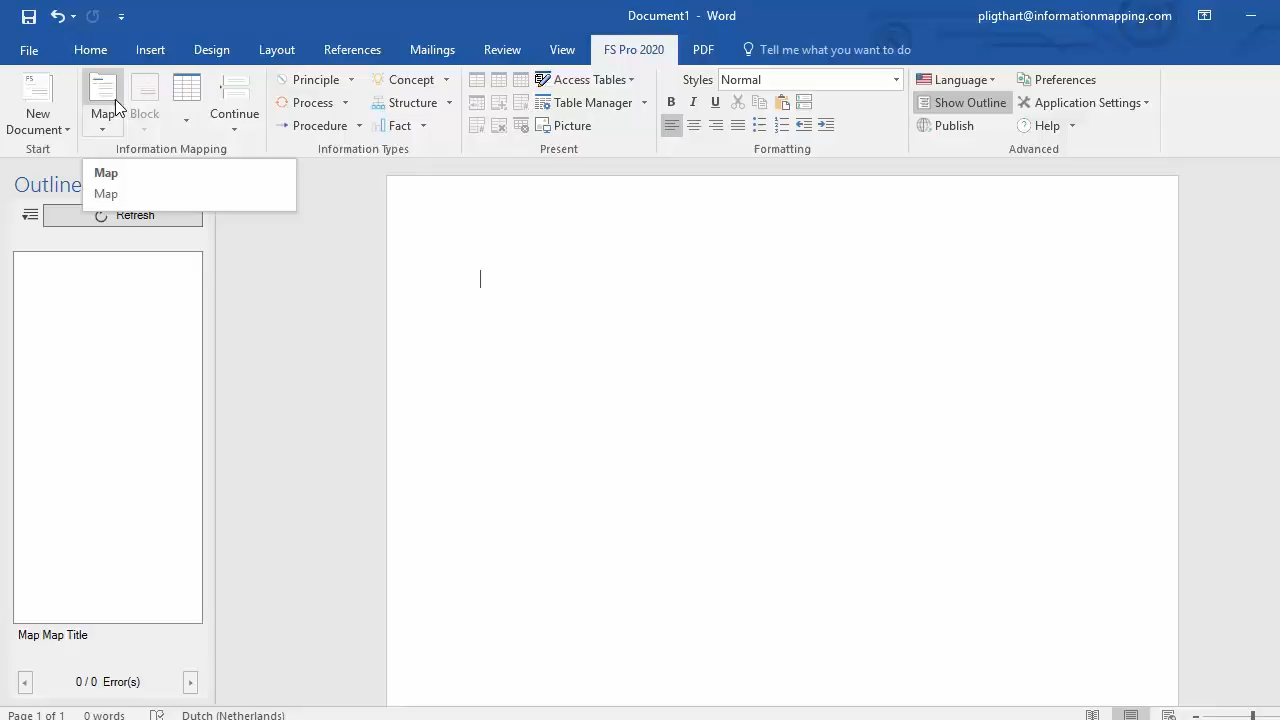 Document1 - Word
pligthart@informationmapping.com
File Home Insert Design Layout References Mailings Review View FS Pro 2020 PDF Tell me what you want to do
FS
New Document
Map
Block
Continue
Start
Information Mapping
Principle
Process
Procedure
Concept
Structure
Fact
Information Types
Access Tables
Table Manager
Picture
Present
Styles Normal
B I U
Formatting
Language
Show Outline
Publish
Preferences
Application Settings
Help
Advanced
Map
Map
Outline
Refresh
Map Map Title
0 / 0 Error(s)
Page 1 of 1 0 words Dutch (Netherlands)